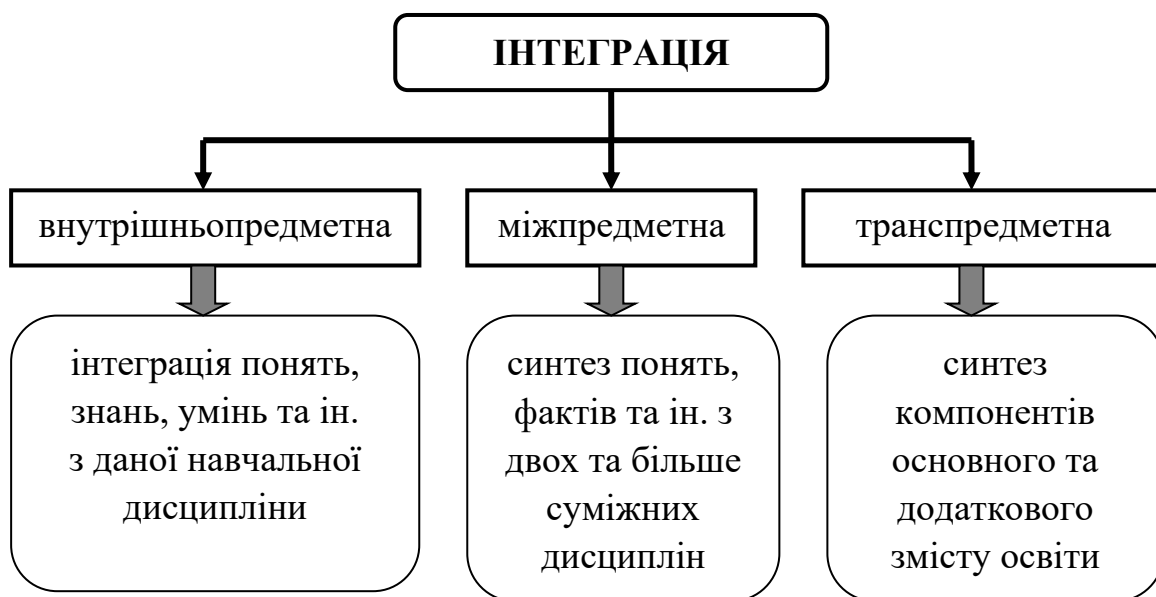 ІНТЕГРАЦІЯ
внутрішньопредметна
міжпредметна
транспредметна
інтеграція понять,
знань, умінь та ін.
з даної навчальної
дисципліни
синтез понять,
фактів та ін. з
двох та більше
суміжних
дисциплін
синтез
компонентів
основного та
додаткового
змісту освіти